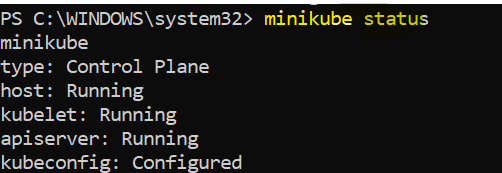 PS C:\WINDOWS\system32> minikube status
minikube
type: Control Plane
host: Running
kubelet: Running
apiserver: Running
kubeconfig: Configured